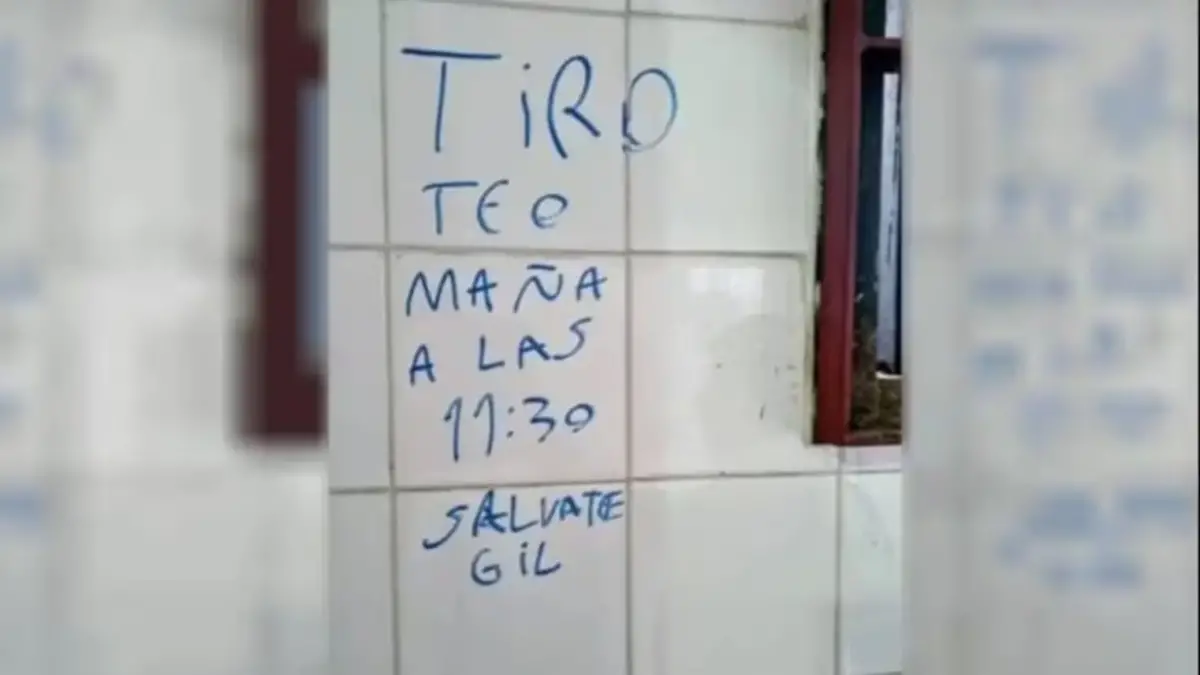 TiRO
TEO
MAÑA
A LAS
11:30
SALVATE
GiL